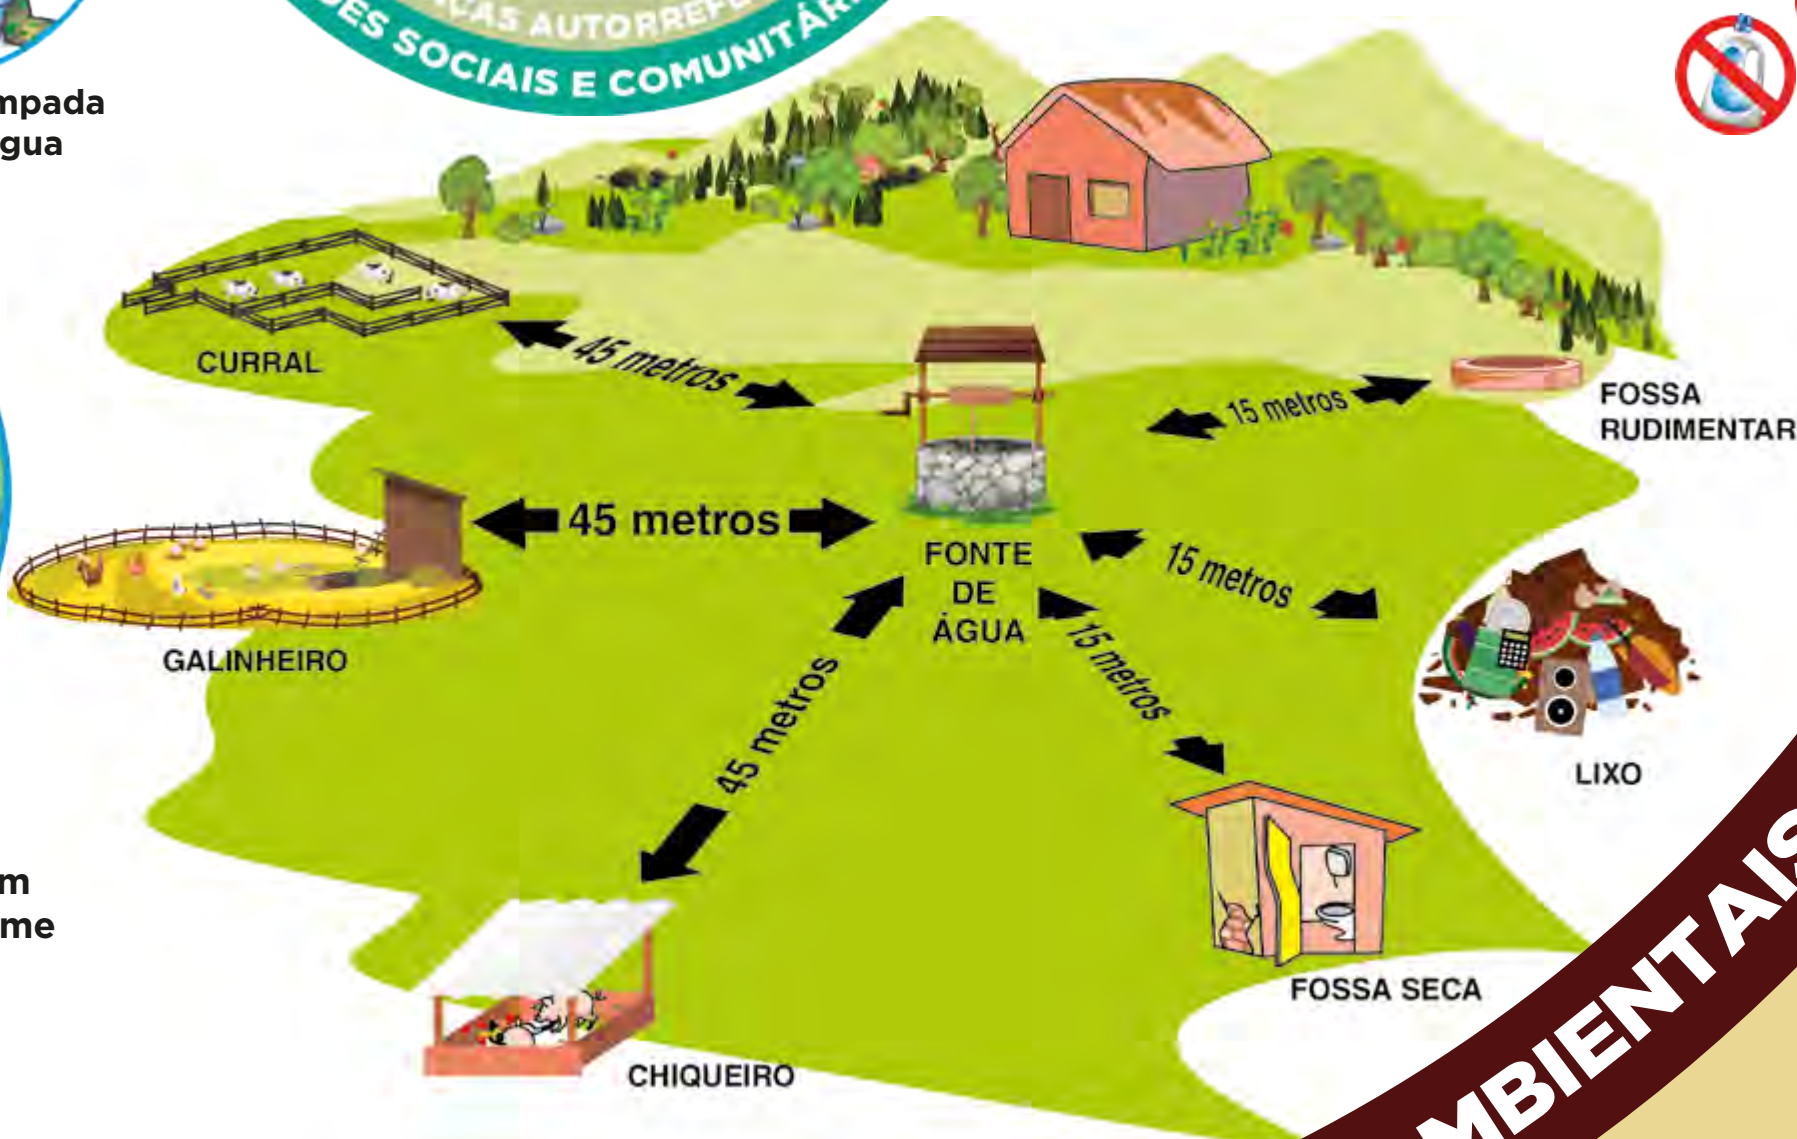 SOCIAIS E COMUNITÁR
CURRAL
45 metros
15 metros
FOSSA
RUDIMENTAR
45 metros
FONTE
DE
ÁGUA
15 metros
GALINHEIRO
45 metros
15 metros
LIXO
FOSSA SECA
CHIQUEIRO
MBIENTAIS
mpada
gua
m
me